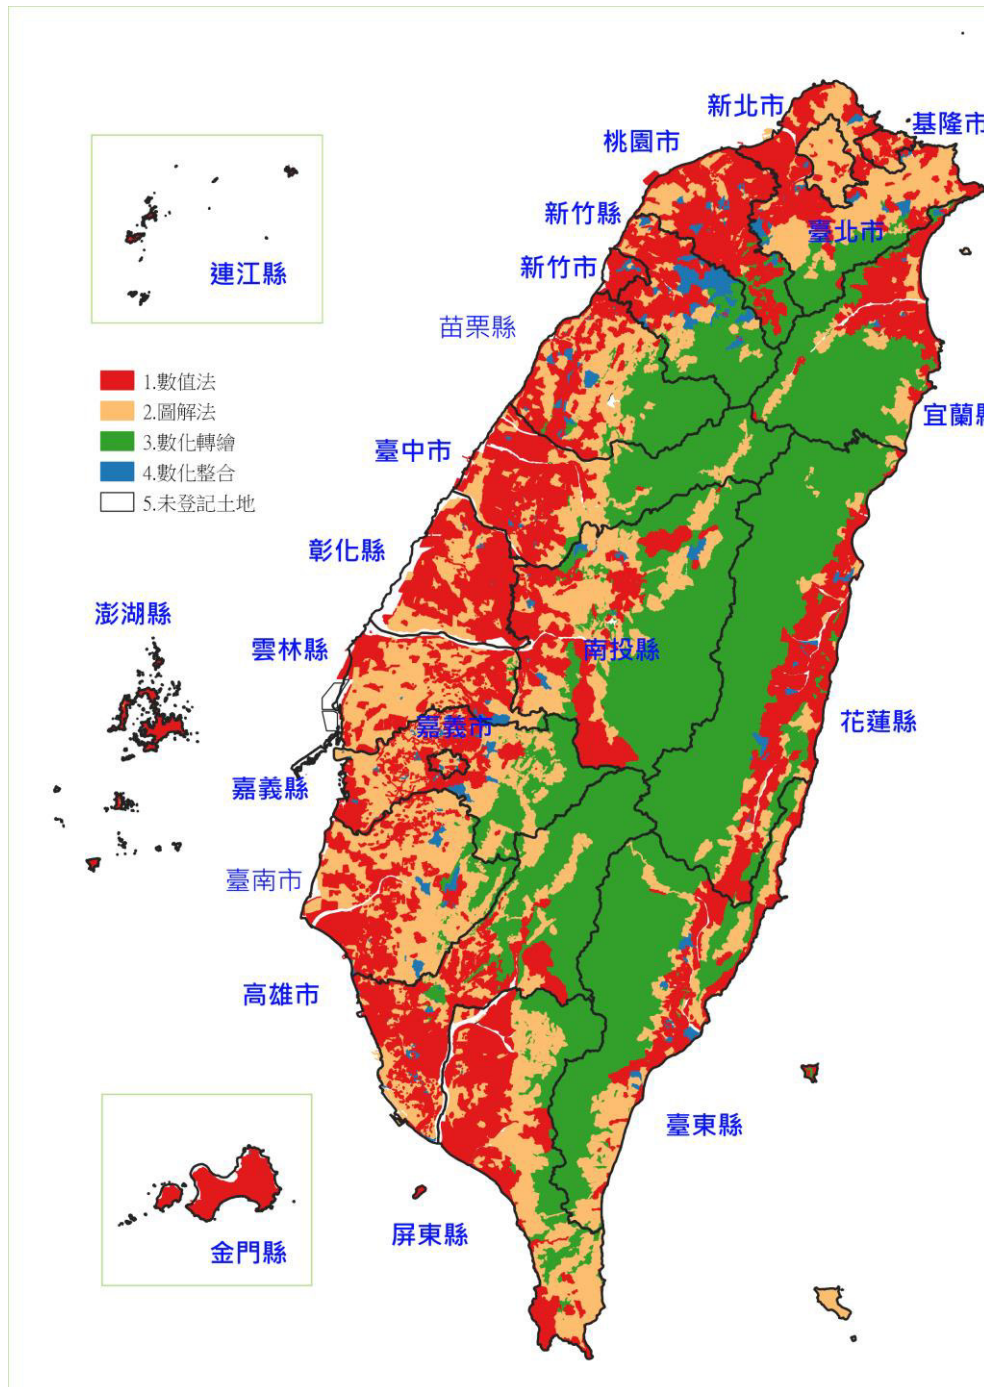 新北市
基隆市
桃園市
新竹縣
臺北市
新竹市
連江縣
苗栗縣
1.數值法
2.圖解法
3.數化轉繪
4.數化整合
5.未登記土地
宜蘭縣
臺中市
彰化縣
澎湖縣
雲林縣
南投縣
花蓮縣
嘉義市
嘉義縣
臺南市
高雄市
臺東縣
屏東縣
金門縣